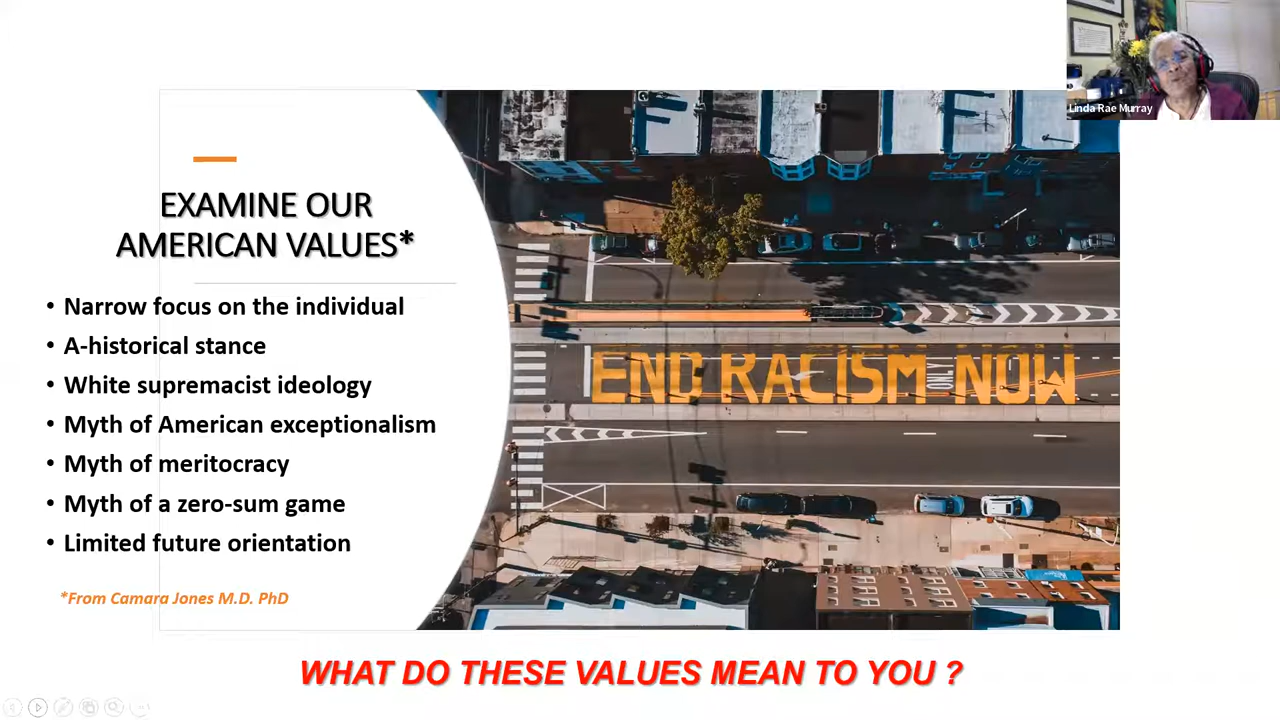 Linda Rae Murray
EXAMINE OUR
AMERICAN VALUES*
• Narrow focus on the individual
• A-historical stance
• White supremacist ideology
• Myth of American exceptionalism
• Myth of meritocracy
• Myth of a zero-sum game
• Limited future orientation
*From Camara Jones M.D. PhD
END RACISM NOW
ONLY
WHAT DO THESE VALUES MEAN TO YOU ?